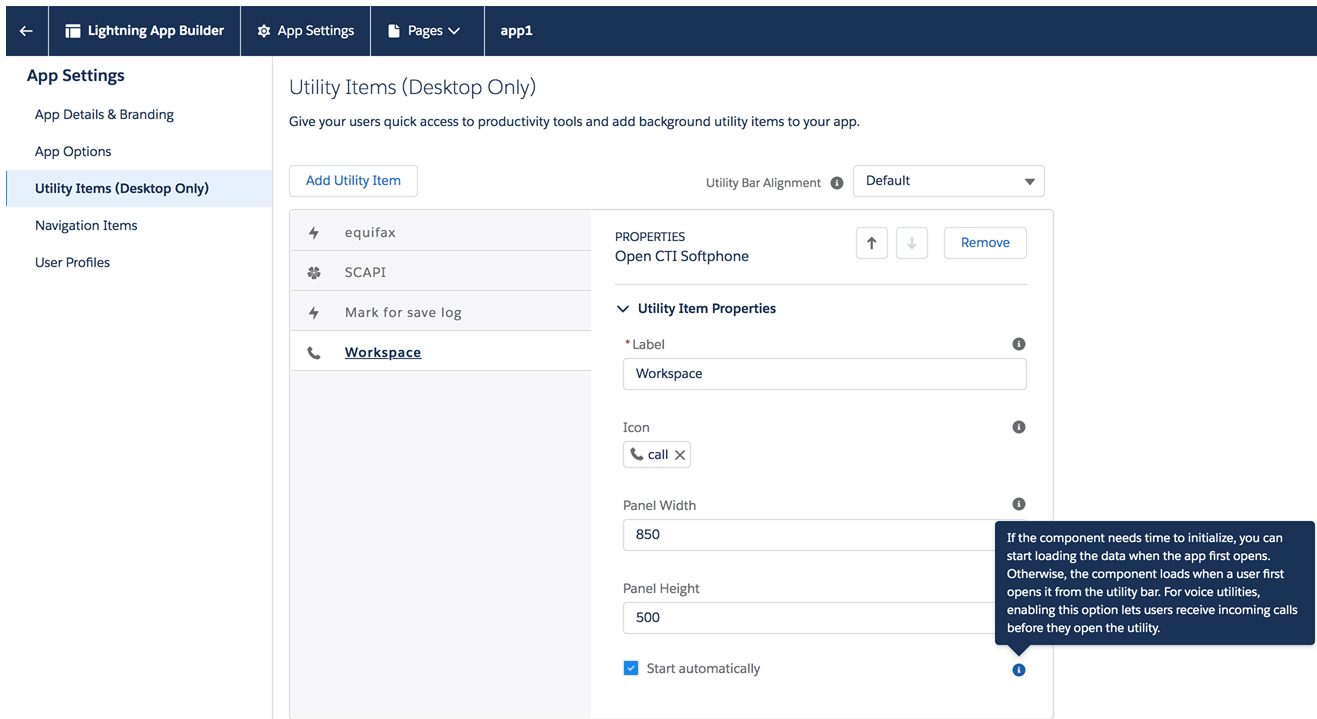 Lightning App Builder
App Settings
Pages
app1
App Settings
App Details & Branding
App Options
Utility Items (Desktop Only)
Navigation Items
User Profiles
Utility Items (Desktop Only)
Give your users quick access to productivity tools and add background utility items to your app.
Add Utility Item
Utility Bar Alignment
Default
equifax
SCAPI
Mark for save log
Workspace
PROPERTIES
Open CTI Softphone
Remove
Utility Item Properties
*Label
Workspace
Icon
call
Panel Width
850
Panel Height
500
Start automatically
If the component needs time to initialize, you can
start loading the data when the app first opens.
Otherwise, the component loads when a user first
opens it from the utility bar. For voice utilities,
enabling this option lets users receive incoming calls
before they open the utility.